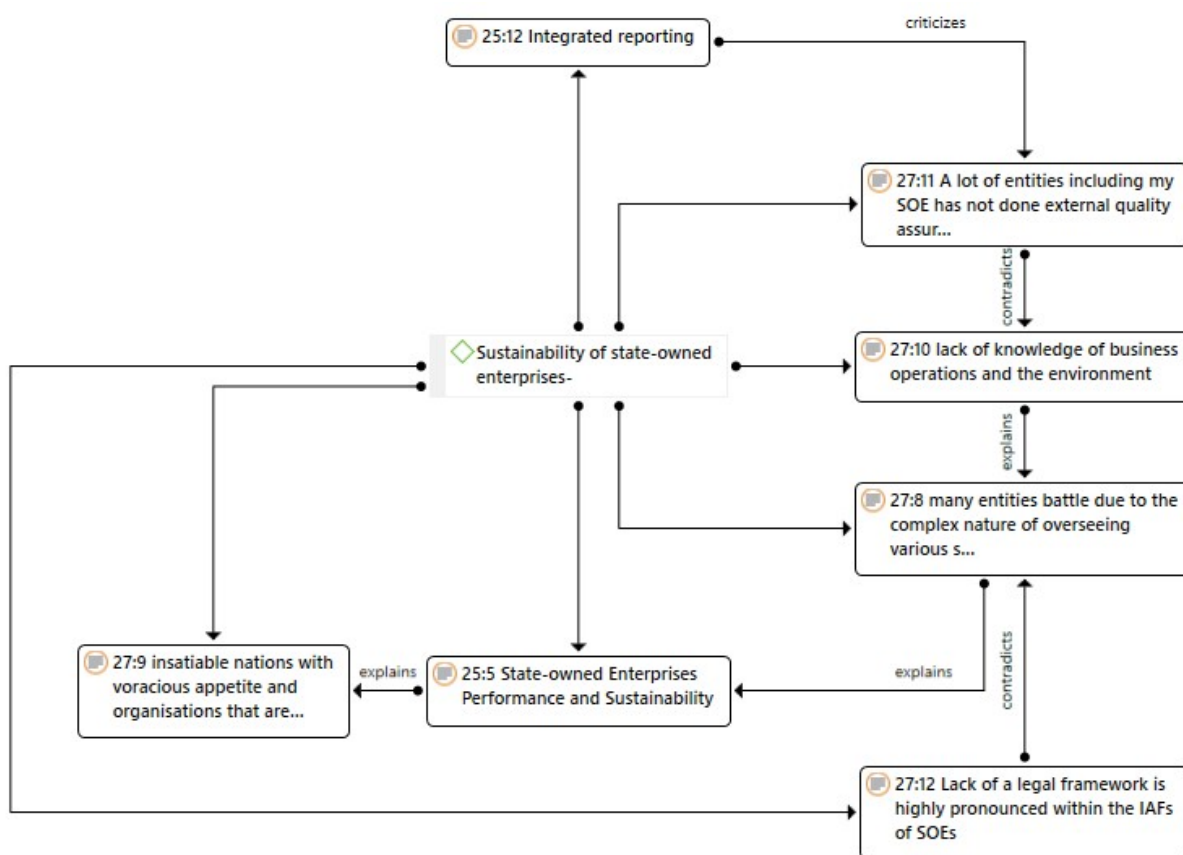 criticizes
25:12 Integrated reporting
27:11 A lot of entities including my
SOE has not done external quality
assur...
contradicts
Sustainability of state-owned
enterprises-
27:10 lack of knowledge of business
operations and the environment
explains
27:8 many entities battle due to the
complex nature of overseeing
various s...
27:9 insatiable nations with
voracious appetite and
organisations that are...
explains
25:5 State-owned Enterprises
Performance and Sustainability
explains
contradicts
27:12 Lack of a legal framework is
highly pronounced within the IAFs
of SOEs